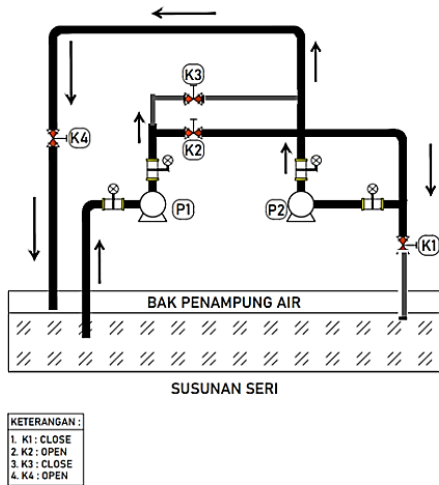 K3
K4
K2
P1
P2
K1
BAK PENAMPUNG AIR
SUSUNAN SERI
KETERANGAN :
1. K1 : CLOSE
2. K2 : OPEN
3. K3 : CLOSE
4. K4 : OPEN